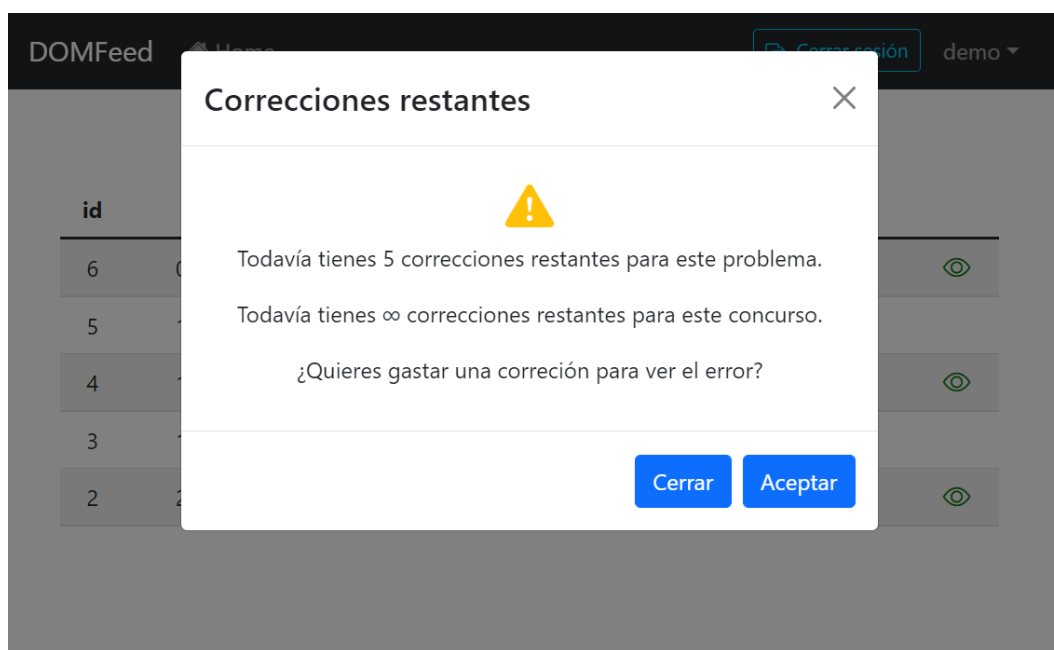 DOMFeed Home Cerrar sesión demo
Correcciones restantes
id
Todavía tienes 5 correcciones restantes para este problema.
6
Todavía tienes ∞ correcciones restantes para este concurso.
5
¿Quieres gastar una correción para ver el error?
4
3
Cerrar Aceptar
2